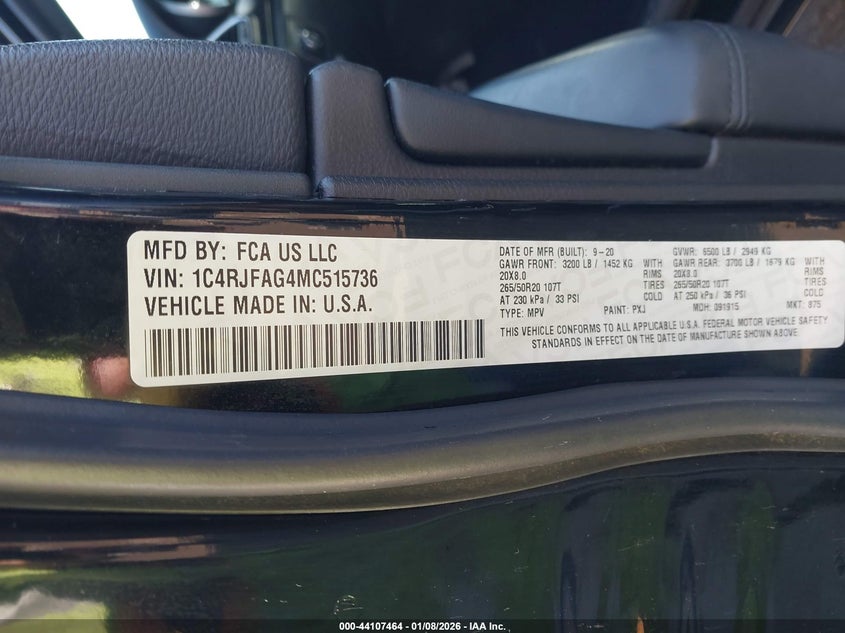 MFD BY: FCA US LLC
VIN: 1C4RJFAG4MC515736
VEHICLE MADE IN: U.S.A.
DATE OF MFR (BUILT): 9-20 GVWR: 6500 LB / 2949 KG
GAWR FRONT: 3200 LB / 1452 KG WITH GAWR REAR: 3700 LB / 1679 KG WITH
20X8.0 RIMS 20X8.0 RIMS
265/50R20 107T TIRES 265/50R20 107T TIRES
AT 230 kPa / 33 PSI COLD AT 250 kPa / 36 PSI COLD
TYPE: MPV PAINT: PXJ MDH: 091915 MKT: 875
THIS VEHICLE CONFORMS TO ALL APPLICABLE U.S.A. FEDERAL MOTOR VEHICLE SAFETY
STANDARDS IN EFFECT ON THE DATE OF MANUFACTURE SHOWN ABOVE.
000-44107464 - 01/08/2026 - IAA Inc.